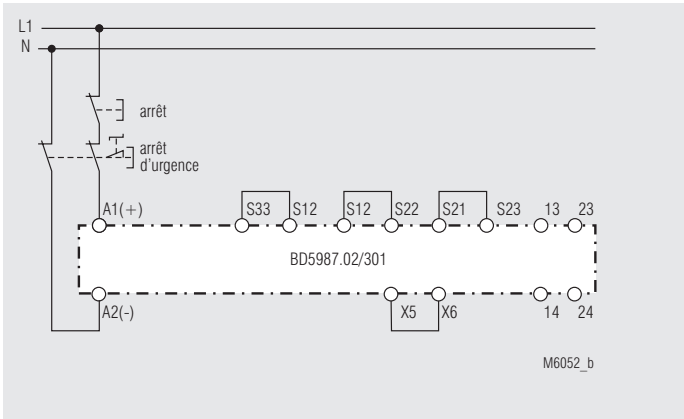 L1
N
arrêt
arrêt
d'urgence
A1(+)
S33
S12
S12
S22
S21
S23
13
23
BD5987.02/301
A2(-)
X5
X6
14
24
M6052_b